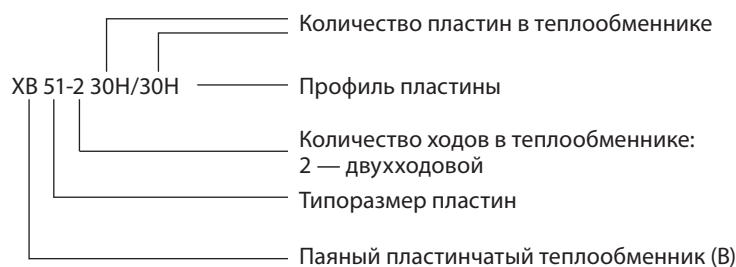 Количество пластин в теплообменнике
ХВ 51-2 30H/30H
Профиль пластины
Количество ходов в теплообменнике:
2 — двухходовой
Типоразмер пластин
Паяный пластинчатый теплообменник (В)